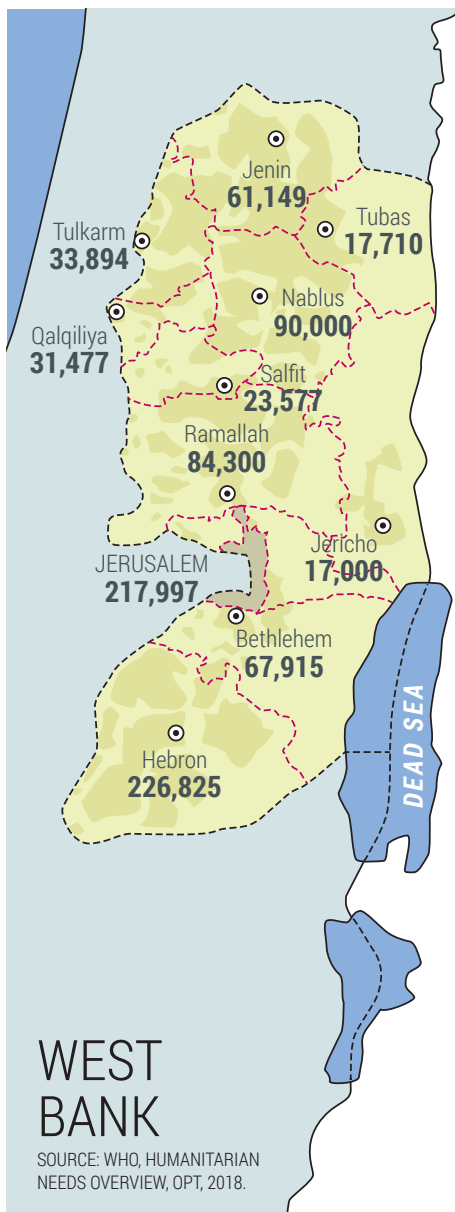 Jenin
61,149
Tubas
17,710
Tulkarm
33,894
Nablus
90,000
Qalqiliya
31,477
Salfit
23,577
Ramallah
84,300
Jericho
17,000
JERUSALEM
217,997
Bethlehem
67,915
DEAD SEA
Hebron
226,825
WEST
BANK
SOURCE: WHO, HUMANITARIAN
NEEDS OVERVIEW, OPT, 2018.